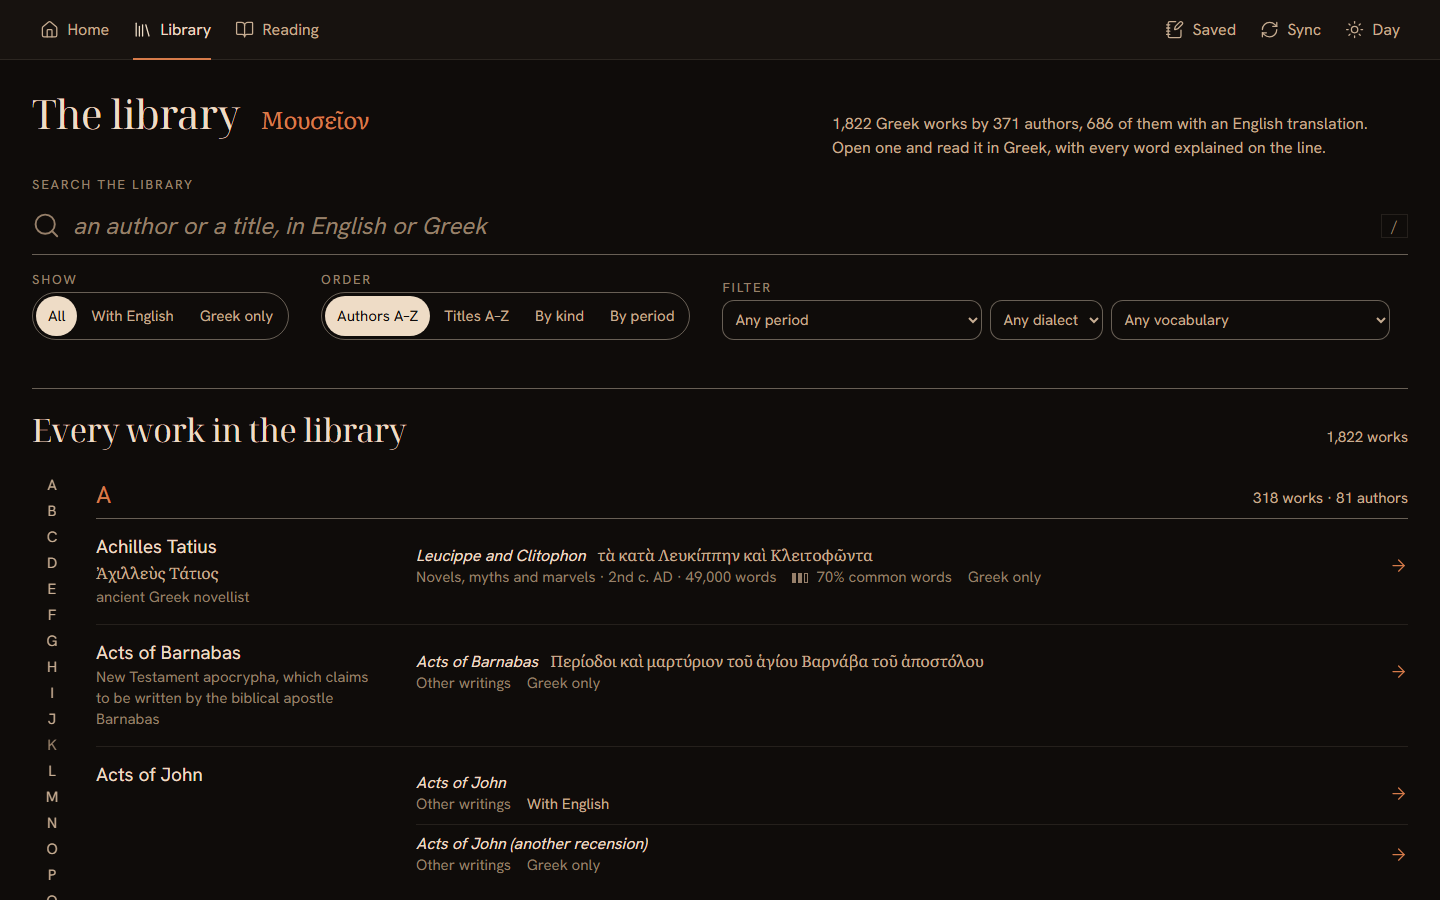 Home Library Reading Saved Sync Day
The library Μουσεῖον
1,822 Greek works by 371 authors, 686 of them with an English translation.
Open one and read it in Greek, with every word explained on the line.
SEARCH THE LIBRARY
an author or a title, in English or Greek /
SHOW ORDER FILTER
All With English Greek only Authors A–Z Titles A–Z By kind By period Any period Any dialect Any vocabulary
Every work in the library 1,822 works
A
B
C
D
E
F
G
H
I
J
K
L
M
N
O
P
A 318 works · 81 authors
Achilles Tatius
Ἀχιλλεὺς Τάτιος
ancient Greek novellist
Leucippe and Clitophon τὰ κατὰ Λευκίππην καὶ Κλειτοφῶντα
Novels, myths and marvels · 2nd c. AD · 49,000 words 70% common words Greek only
Acts of Barnabas
New Testament apocrypha, which claims
to be written by the biblical apostle
Barnabas
Acts of Barnabas Περίοδοι καὶ μαρτύριον τοῦ ἁγίου Βαρνάβα τοῦ ἀποστόλου
Other writings Greek only
Acts of John
Acts of John
Other writings With English
Acts of John (another recension)
Other writings Greek only